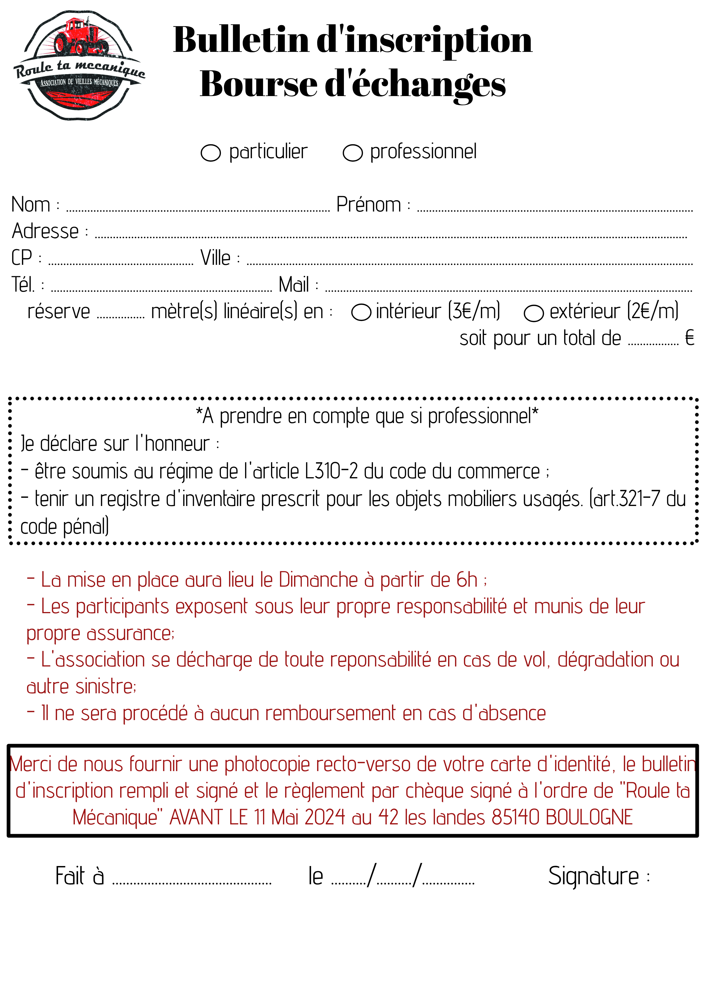 Roule ta mecanique
ASSOCIATION DE VIEILLES MÉCANIQUES
Bulletin d'inscription
Bourse d'échanges
particulier professionnel
Nom : ........................................ Prénom : ........................................
Adresse : ................................................................................
CP : ........................ Ville : ............................................................
Tél. : ........................................ Mail : ........................................
réserve ................ mètre(s) linéaire(s) en : intérieur (3€/m) extérieur (2€/m)
soit pour un total de ................. €
*A prendre en compte que si professionnel*
Je déclare sur l'honneur :
- être soumis au régime de l'article L310-2 du code du commerce ;
- tenir un registre d'inventaire prescrit pour les objets mobiliers usagés. (art.321-7 du
code pénal)
- La mise en place aura lieu le Dimanche à partir de 6h ;
- Les participants exposent sous leur propre responsabilité et munis de leur
propre assurance;
- L'association se décharge de toute reponsabilité en cas de vol, dégradation ou
autre sinistre;
- Il ne sera procédé à aucun remboursement en cas d'absence
Merci de nous fournir une photocopie recto-verso de votre carte d'identité, le bulletin
d'inscription rempli et signé et le règlement par chèque signé à l'ordre de "Roule ta
Mécanique" AVANT LE 11 Mai 2024 au 42 les landes 85140 BOULOGNE
Fait à ............................................. le ........../........../............... Signature :